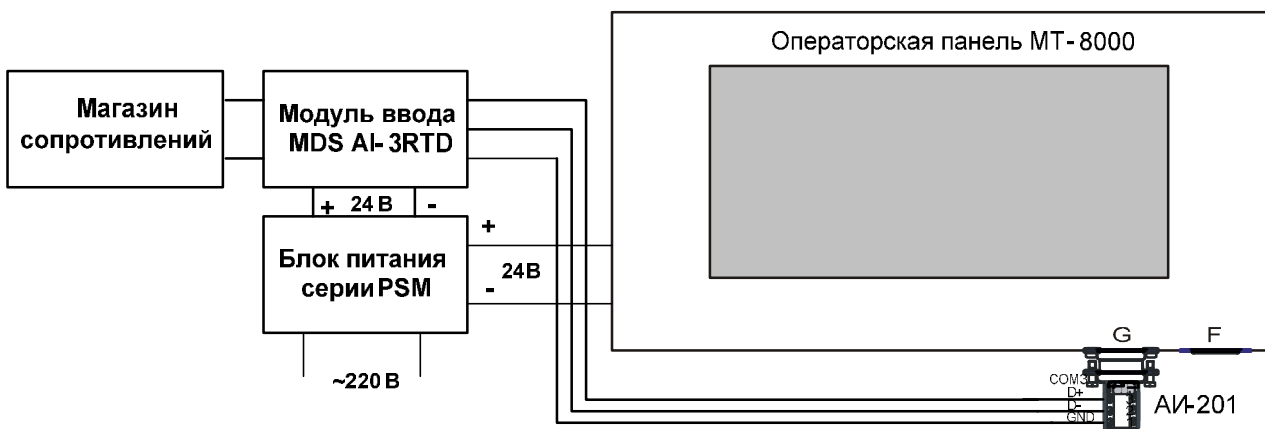 Операторская панель МТ-8000
Магазин
сопротивлений
Модуль ввода
MDS AI-3RTD
+ 24 В -
Блок питания
серии PSM
+
24В
-
~220 В
G F
COM3
D+
D-
GND
АИ-201